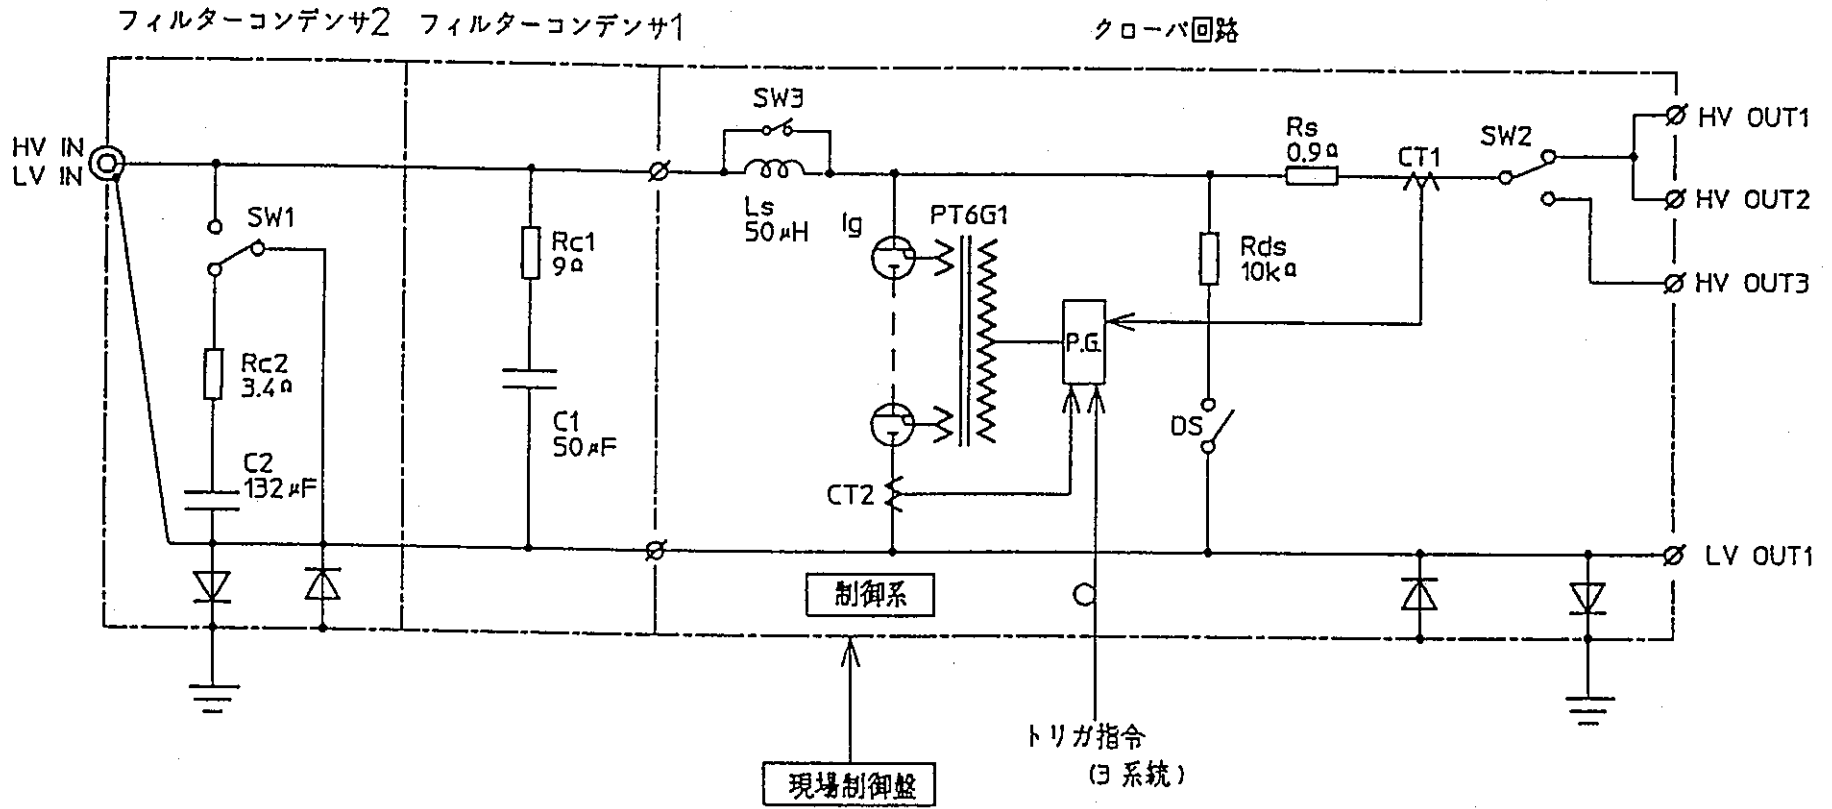 フィルターコンデンサ2
フィルターコンデンサ1
クローバ回路
HV IN
LV IN
SW1
Rc2
3.4Ω
C2
132μF
Rc1
9Ω
C1
50μF
SW3
Ls
50μH
Ig
PT6G1
CT2
P.G.
Rds
10kΩ
DS
Rs
0.9Ω
CT1
SW2
HV OUT1
HV OUT2
HV OUT3
LV OUT1
制御系
現場制御盤
トリガ指令
(3系統)